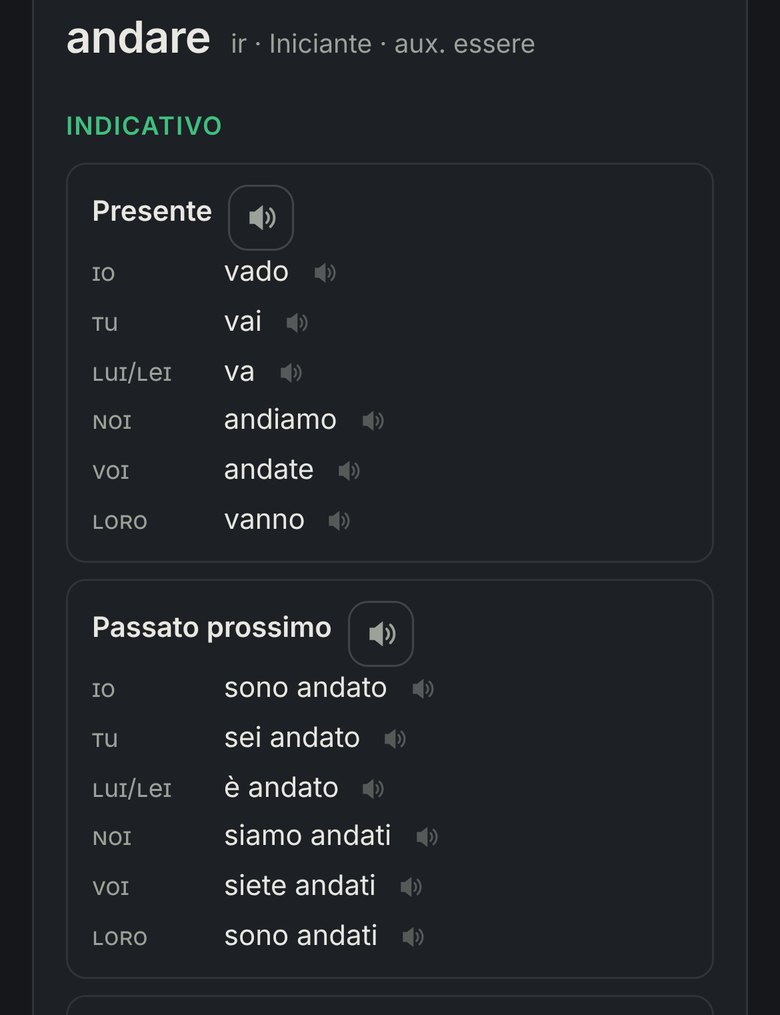 andare ir · Iniciante · aux. essere
INDICATIVO
Presente
IO vado
TU vai
LUI/LEI va
NOI andiamo
VOI andate
LORO vanno
Passato prossimo
IO sono andato
TU sei andato
LUI/LEI è andato
NOI siamo andati
VOI siete andati
LORO sono andati